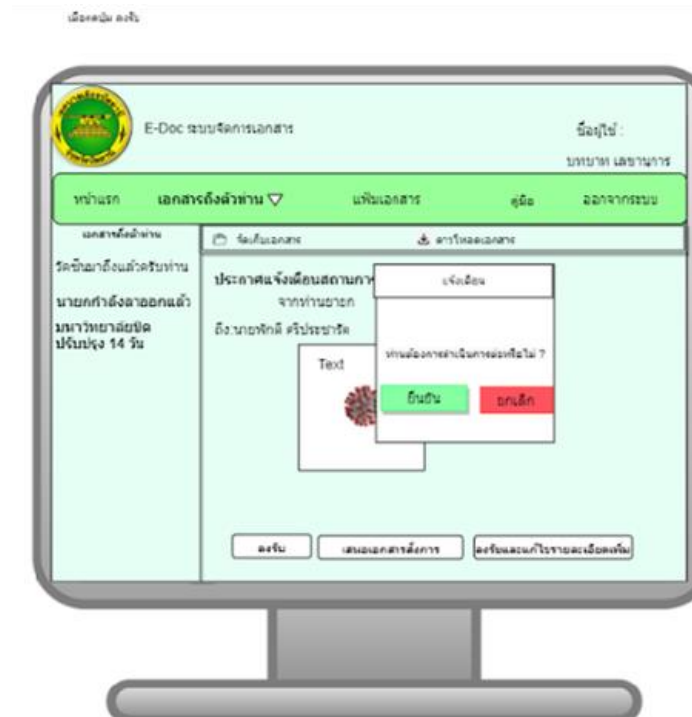 เมื่อกดปุ่ม ลงรับ
E-Doc ระบบจัดการเอกสาร
ชื่อผู้ใช้ :
บทบาท เลขานุการ
หน้าแรก เอกสารถึงตัวท่าน แฟ้มเอกสาร คู่มือ ออกจากระบบ
เอกสารถึงตัวท่าน
จัดเก็บเอกสาร ดาวโหลดเอกสาร
วัคซีนมาถึงแล้วครับท่าน
นายกกำลังลาออกแล้ว
มหาวิทยาลัยปิด
ปรับปรุง 14 วัน
ประกาศแจ้งเตือนสถานกา
จากท่านนายก
ถึง:นายพักดี ศรีประชารัต
Text
แจ้งเตือน
ท่านต้องการดำเนินการต่อหรือไม่ ?
ยืนยัน ยกเลิก
ลงรับ เสนอเอกสารสั่งการ ลงรับและแก้ไขรายละเอียดเพิ่ม